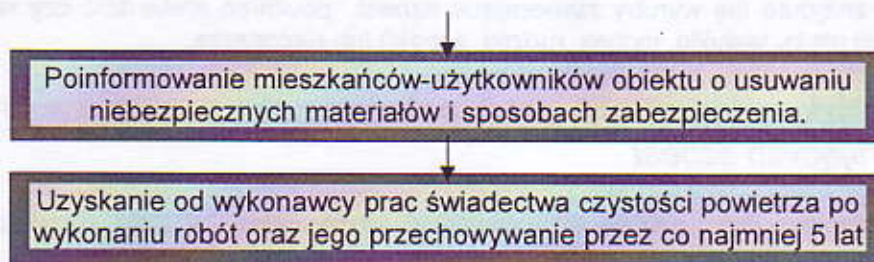 Poinformowanie mieszkańców-użytkowników obiektu o usuwaniu
niebezpiecznych materiałów i sposobach zabezpieczenia.
Uzyskanie od wykonawcy prac świadectwa czystości powietrza po
wykonaniu robót oraz jego przechowywanie przez co najmniej 5 lat